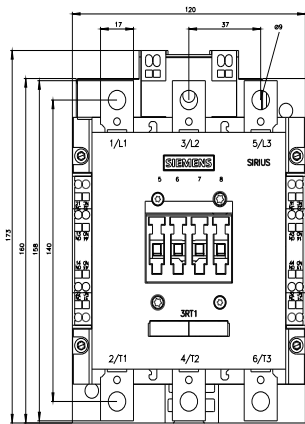 120
17
37
ø9
1/L1 3/L2 5/L3
SIEMENS
SIRIUS
5 6 7 8
173
160
158
140
3RT1
2/T1 4/T2 6/T3